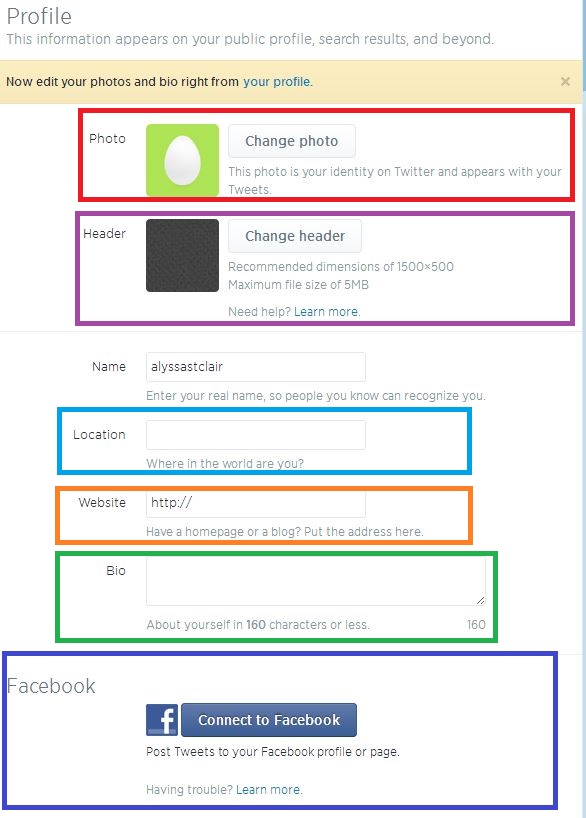 Profile
This information appears on your public profile, search results, and beyond.
Now edit your photos and bio right from your profile.
×
Photo
Change photo
This photo is your identity on Twitter and appears with your
Tweets.
Header
Change header
Recommended dimensions of 1500×500
Maximum file size of 5MB
Need help? Learn more.
Name
alyssastclair
Enter your real name, so people you know can recognize you.
Location
Where in the world are you?
Website
http://
Have a homepage or a blog? Put the address here.
Bio
About yourself in 160 characters or less.
160
Facebook
f
Connect to Facebook
Post Tweets to your Facebook profile or page.
Having trouble? Learn more.